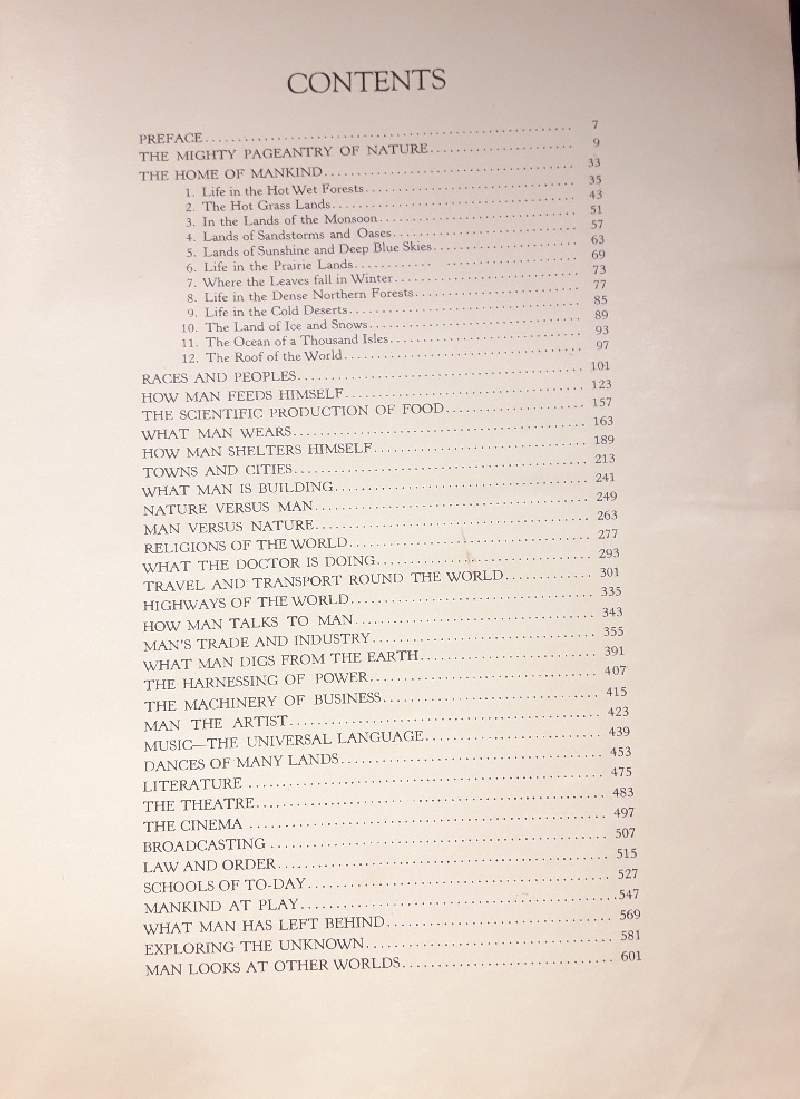 CONTENTS
PREFACE 7
THE MIGHTY PAGEANTRY OF NATURE 9
THE HOME OF MANKIND 33
1. Life in the Hot Wet Forests 35
2. The Hot Grass Lands 43
3. In the Lands of the Monsoon 51
4. Lands of Sandstorms and Oases 57
5. Lands of Sunshine and Deep Blue Skies 63
6. Life in the Prairie Lands 69
7. Where the Leaves fall in Winter 73
8. Life in the Dense Northern Forests 77
9. Life in the Cold Deserts 85
10. The Land of Ice and Snows 89
11. The Ocean of a Thousand Isles 93
12. The Roof of the World 97
RACES AND PEOPLES 101
HOW MAN FEEDS HIMSELF 123
THE SCIENTIFIC PRODUCTION OF FOOD 157
WHAT MAN WEARS 163
HOW MAN SHELTERS HIMSELF 189
TOWNS AND CITIES 213
WHAT MAN IS BUILDING 241
NATURE VERSUS MAN 249
MAN VERSUS NATURE 263
RELIGIONS OF THE WORLD 277
WHAT THE DOCTOR IS DOING 293
TRAVEL AND TRANSPORT ROUND THE WORLD 301
HIGHWAYS OF THE WORLD 335
HOW MAN TALKS TO MAN 343
MAN'S TRADE AND INDUSTRY 355
WHAT MAN DIGS FROM THE EARTH 391
THE HARNESSING OF POWER 407
THE MACHINERY OF BUSINESS 415
MAN THE ARTIST 423
MUSIC—THE UNIVERSAL LANGUAGE 439
DANCES OF MANY LANDS 453
LITERATURE 475
THE THEATRE 483
THE CINEMA 497
BROADCASTING 507
LAW AND ORDER 515
SCHOOLS OF TO-DAY 527
MANKIND AT PLAY 547
WHAT MAN HAS LEFT BEHIND 569
EXPLORING THE UNKNOWN 581
MAN LOOKS AT OTHER WORLDS 601